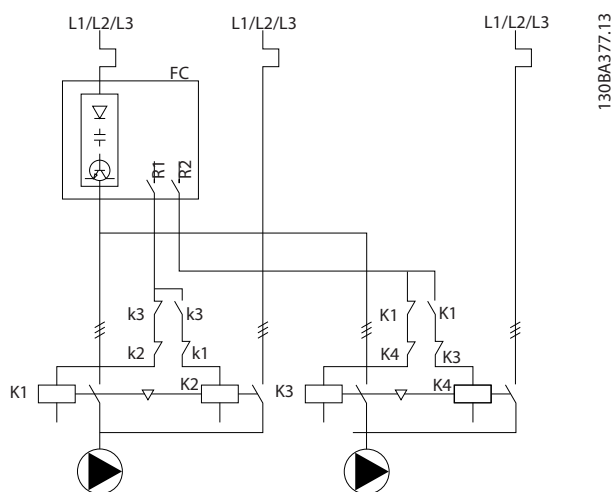 L1/L2/L3
L1/L2/L3
L1/L2/L3
130BA377.13
FC
R1
R2
k3
k3
K1
K1
k2
k1
K4
K3
K1
K2
K3
K4